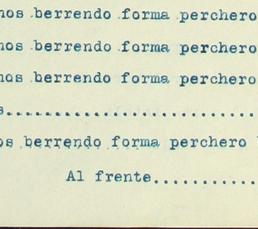 nos berrendo forma perchero
nos berrendo forma perchero
nos berrendo forma perchero
s..........................
os berrendo forma perchero
Al frente...........